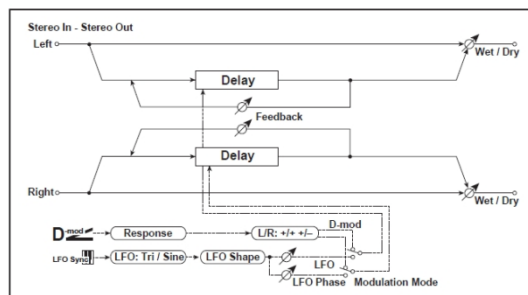 Stereo In - Stereo Out
Left
Wet / Dry
Delay
Feedback
Delay
Right
Wet / Dry
D-mod
Response
L/R: +/+ +/–
D-mod
LFO Sync
LFO: Tri / Sine
LFO Shape
LFO
LFO Phase
Modulation Mode